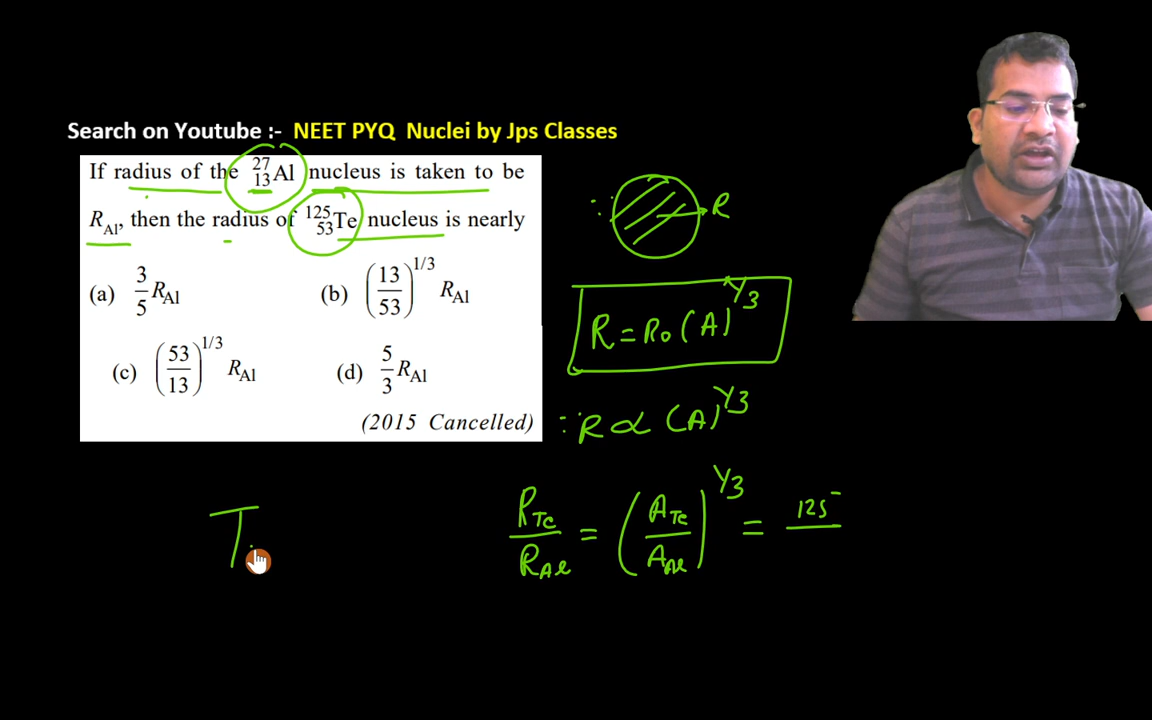 Search on Youtube :- NEET PYQ Nuclei by Jps Classes
If radius of the ²⁷₁₃Al nucleus is taken to be
R_Al, then the radius of ¹²⁵₅₃Te nucleus is nearly
(a) 3/5 R_Al (b) (13/53)^1/3 R_Al
(c) (53/13)^1/3 R_Al (d) 5/3 R_Al
(2015 Cancelled)
∵ R
R = R₀ (A)^1/3
∵ R ∝ (A)^1/3
R_Te/R_Al = (A_Te/A_Al)^1/3 = 125
T